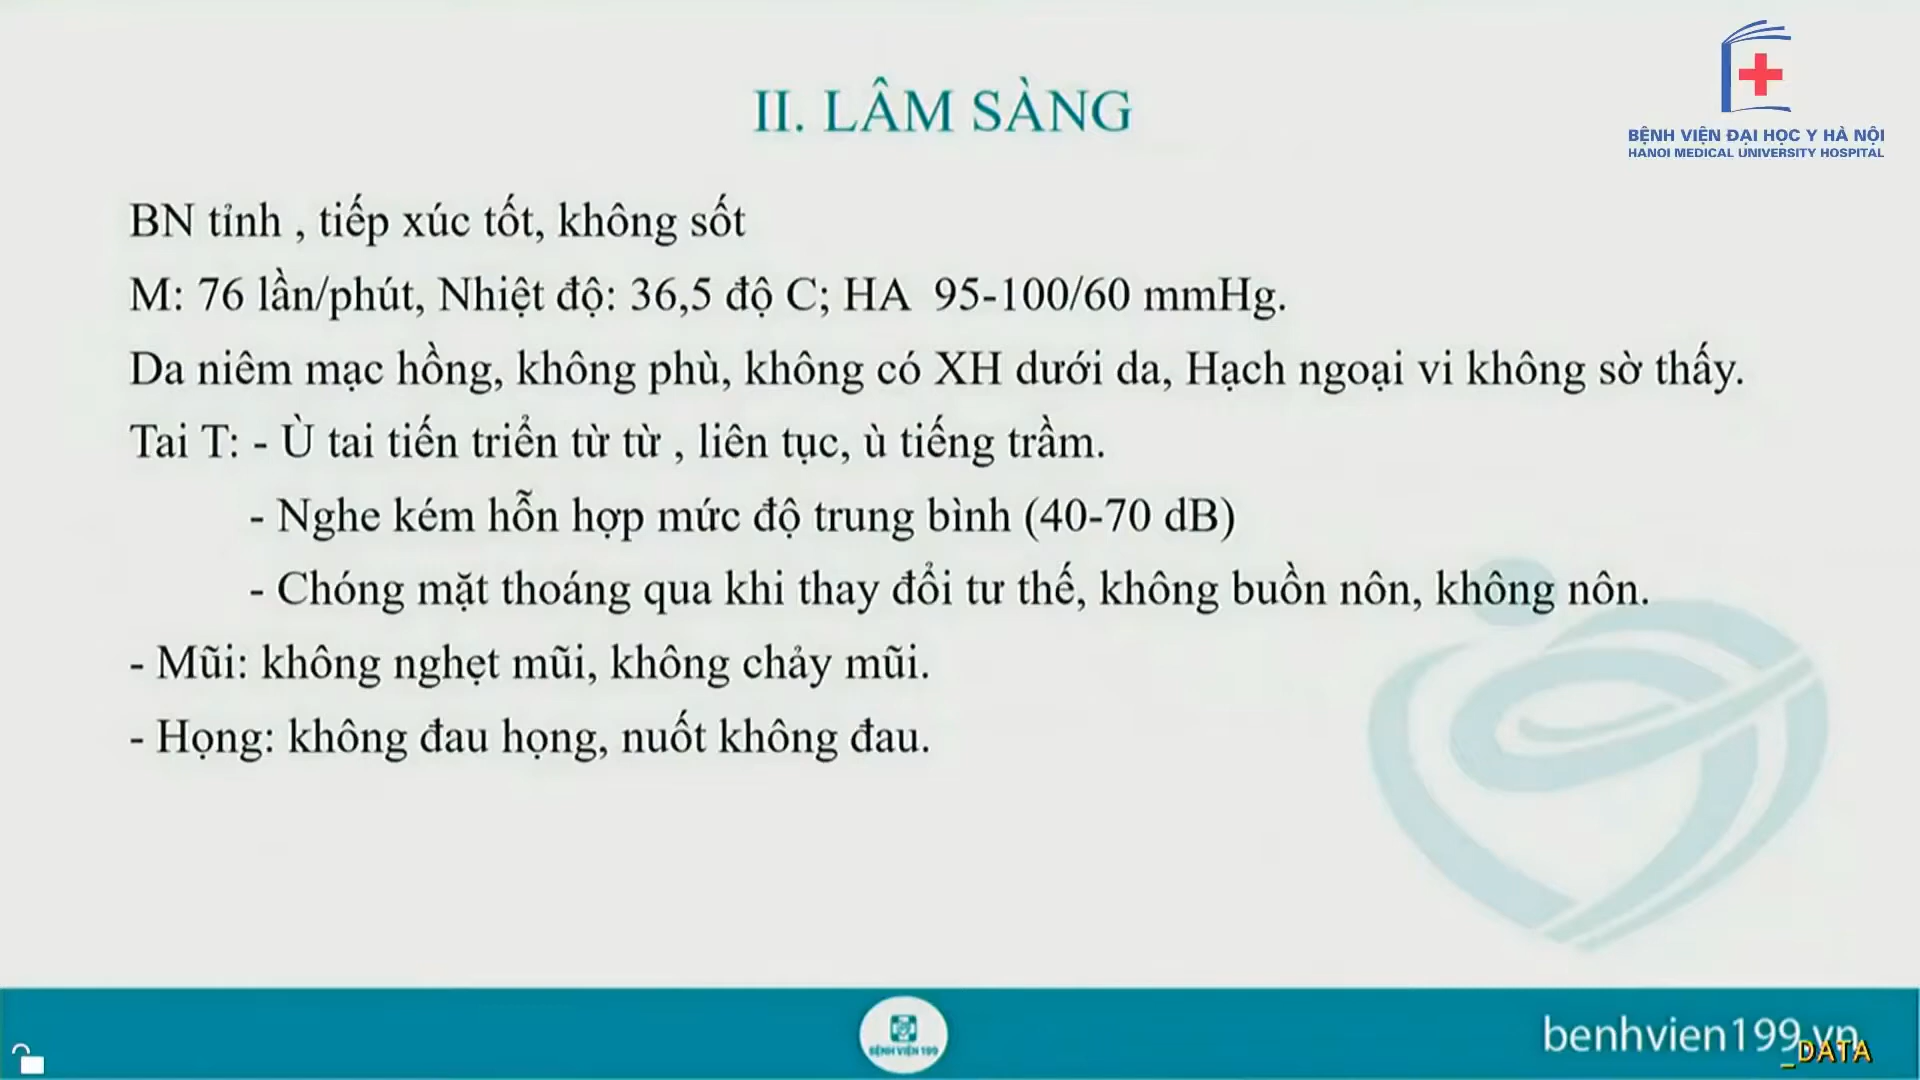 BỆNH VIỆN ĐẠI HỌC Y HÀ NỘI
HANOI MEDICAL UNIVERSITY HOSPITAL
II. LÂM SÀNG
BN tỉnh , tiếp xúc tốt, không sốt
M: 76 lần/phút, Nhiệt độ: 36,5 độ C; HA 95-100/60 mmHg.
Da niêm mạc hồng, không phù, không có XH dưới da, Hạch ngoại vi không sờ thấy.
Tai T: - Ù tai tiến triển từ từ , liên tục, ù tiếng trầm.
- Nghe kém hỗn hợp mức độ trung bình (40-70 dB)
- Chóng mặt thoáng qua khi thay đổi tư thế, không buồn nôn, không nôn.
- Mũi: không nghẹt mũi, không chảy mũi.
- Họng: không đau họng, nuốt không đau.
BỆNH VIỆN 199
benhvien199.vn
_DATA